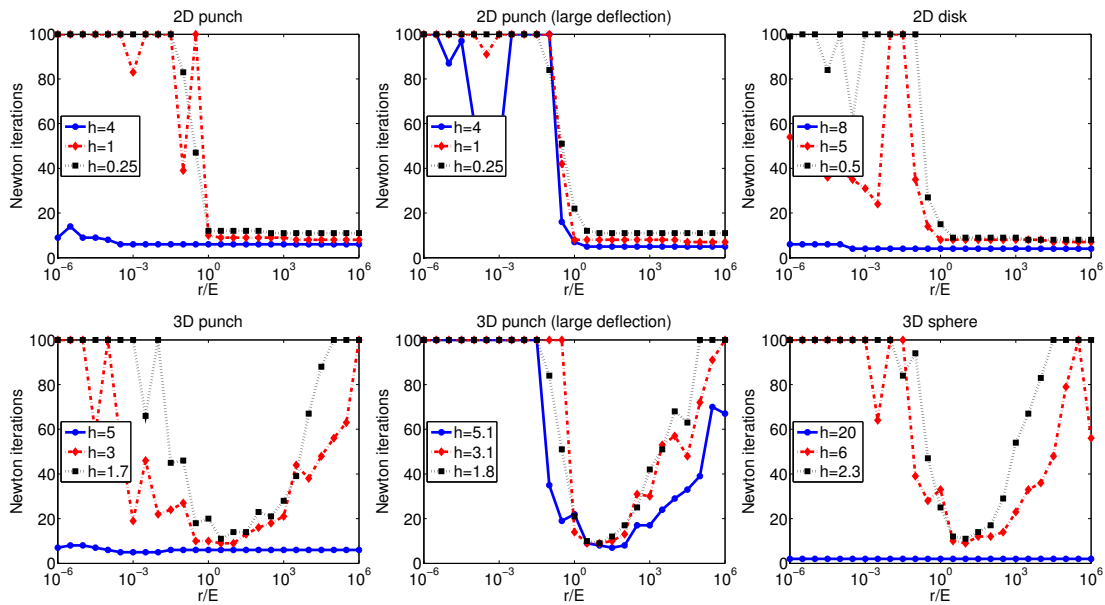 2D punch
100
80
60
40
20
0
Newton iterations
h=4
h=1
h=0.25
10^−6
10^−3
10^0
10^3
10^6
r/E
2D punch (large deflection)
100
80
60
40
20
0
Newton iterations
h=4
h=1
h=0.25
10^−6
10^−3
10^0
10^3
10^6
r/E
2D disk
100
80
60
40
20
0
Newton iterations
h=8
h=5
h=0.5
10^−6
10^−3
10^0
10^3
10^6
r/E
3D punch
100
80
60
40
20
0
Newton iterations
h=5
h=3
h=1.7
10^−6
10^−3
10^0
10^3
10^6
r/E
3D punch (large deflection)
100
80
60
40
20
0
Newton iterations
h=5.1
h=3.1
h=1.8
10^−6
10^−3
10^0
10^3
10^6
r/E
3D sphere
100
80
60
40
20
0
Newton iterations
h=20
h=6
h=2.3
10^−6
10^−3
10^0
10^3
10^6
r/E